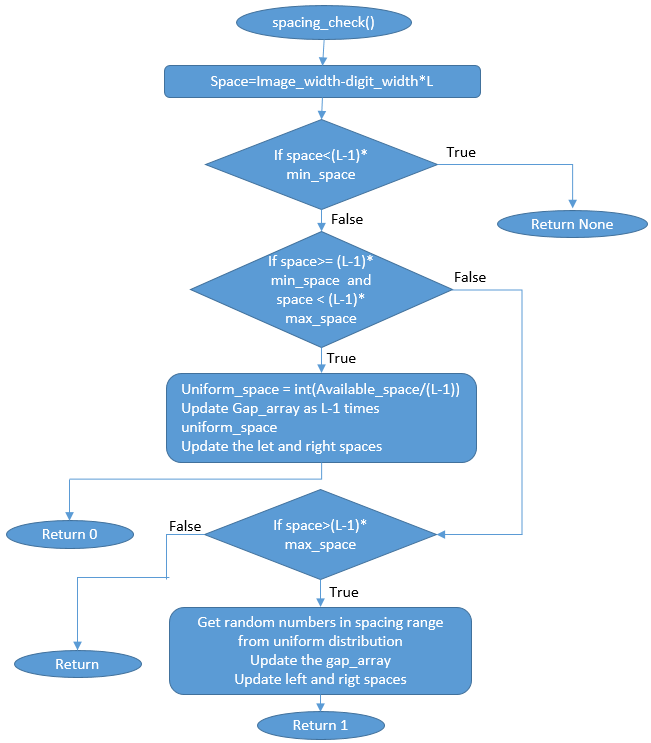 spacing_check()
Space=Image_width-digit_width*L
If space<(L-1)*
min_space
True
Return None
False
If space>= (L-1)*
min_space and
space < (L-1)*
max_space
False
True
Uniform_space = int(Available_space/(L-1))
Update Gap_array as L-1 times
uniform_space
Update the let and right spaces
Return 0
False
If space>(L-1)*
max_space
True
Return
Get random numbers in spacing range
from uniform distribution
Update the gap_array
Update left and rigt spaces
Return 1